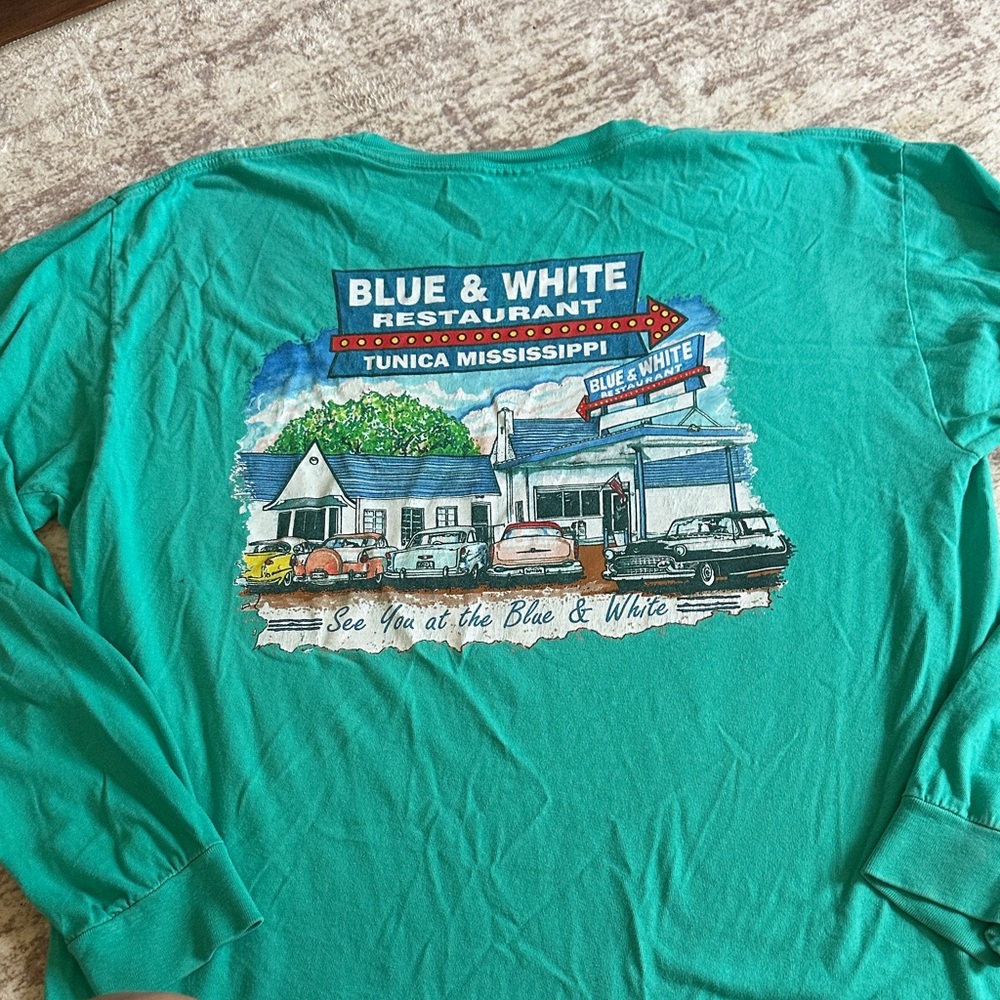 BLUE & WHITE
RESTAURANT
TUNICA MISSISSIPPI
BLUE & WHITE
RESTAURANT
See You at the Blue & White